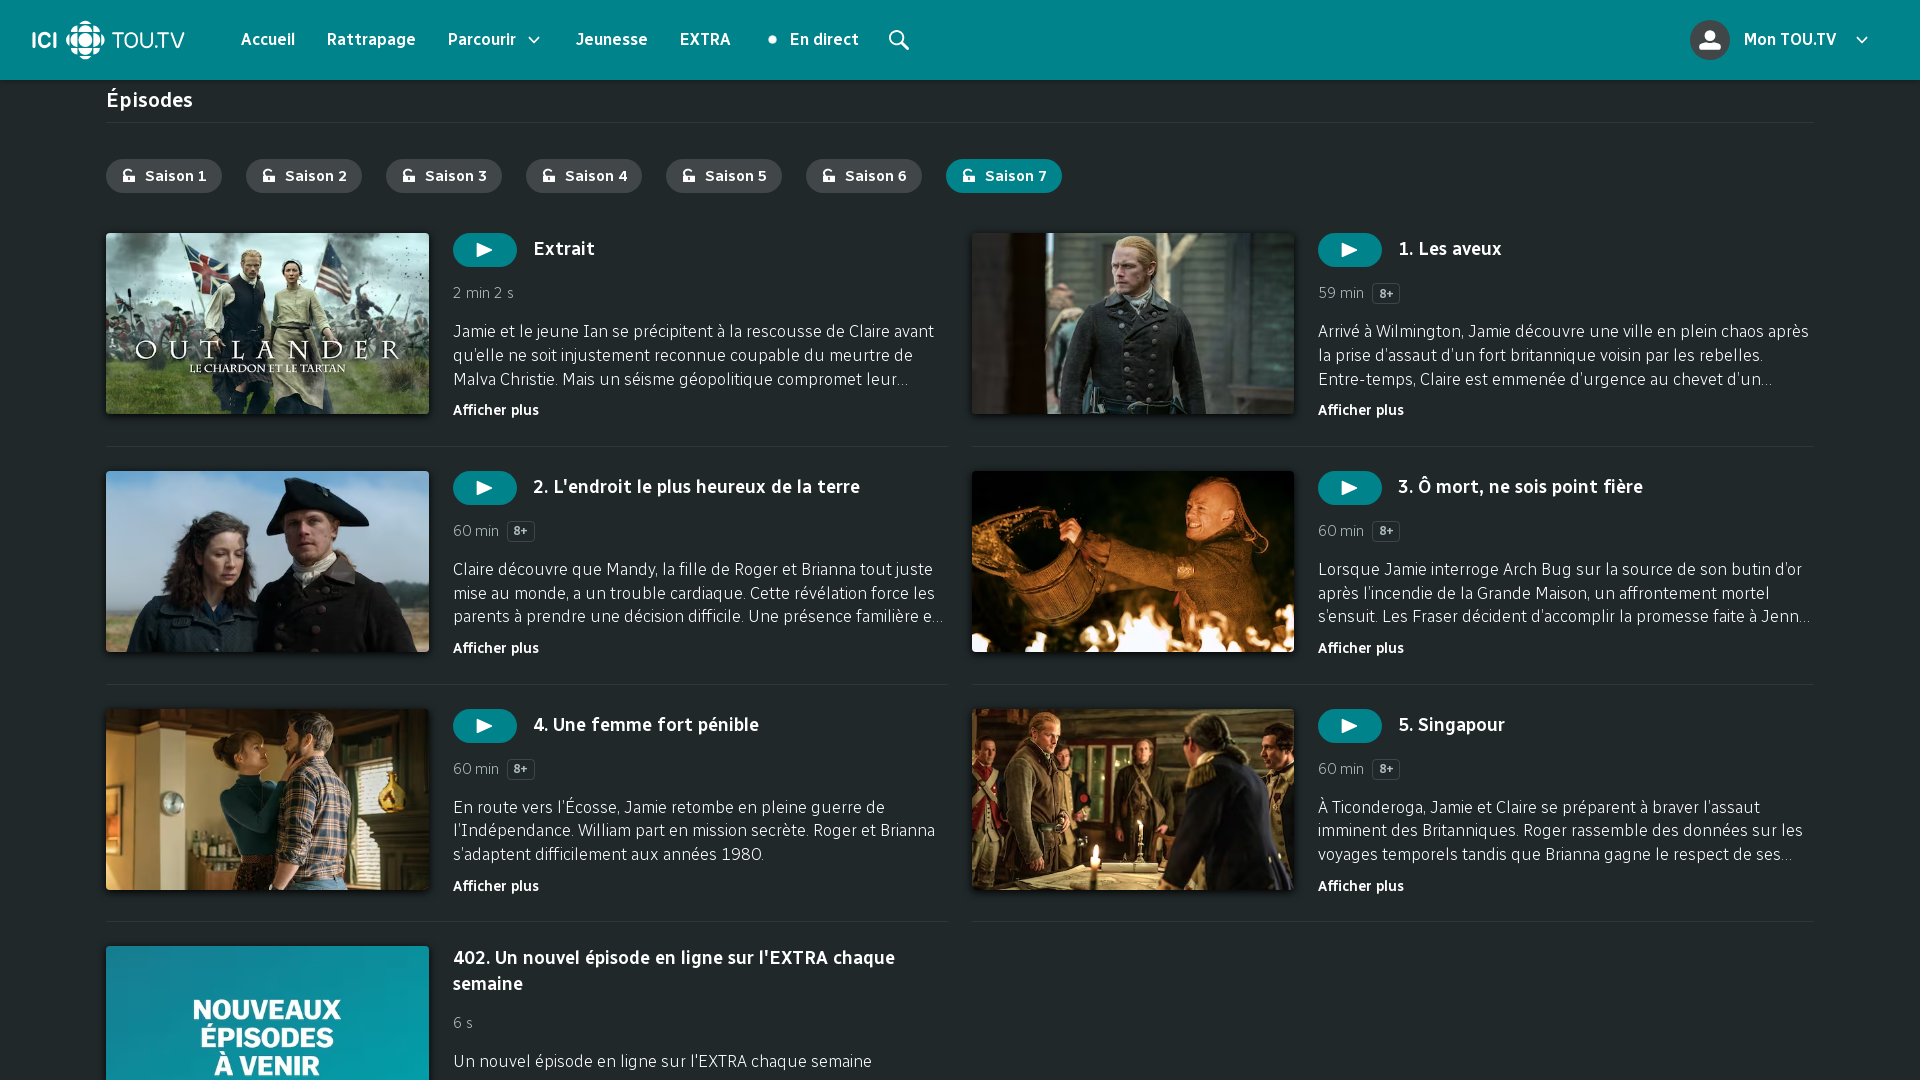 ICI TOU.TV
Accueil
Rattrapage
Parcourir
Jeunesse
EXTRA
En direct
Mon TOU.TV
Épisodes
Saison 1
Saison 2
Saison 3
Saison 4
Saison 5
Saison 6
Saison 7
OUTLANDER
LE CHARDON ET LE TARTAN
Extrait
2 min 2 s
Jamie et le jeune Ian se précipitent à la rescousse de Claire avant
qu'elle ne soit injustement reconnue coupable du meurtre de
Malva Christie. Mais un séisme géopolitique compromet leur…
Afficher plus
1. Les aveux
59 min 8+
Arrivé à Wilmington, Jamie découvre une ville en plein chaos après
la prise d’assaut d’un fort britannique voisin par les rebelles.
Entre-temps, Claire est emmenée d’urgence au chevet d’un…
Afficher plus
2. L'endroit le plus heureux de la terre
60 min 8+
Claire découvre que Mandy, la fille de Roger et Brianna tout juste
mise au monde, a un trouble cardiaque. Cette révélation force les
parents à prendre une décision difficile. Une présence familière e…
Afficher plus
3. Ô mort, ne sois point fière
60 min 8+
Lorsque Jamie interroge Arch Bug sur la source de son butin d’or
après l’incendie de la Grande Maison, un affrontement mortel
s’ensuit. Les Fraser décident d’accomplir la promesse faite à Jenn…
Afficher plus
4. Une femme fort pénible
60 min 8+
En route vers l’Écosse, Jamie retombe en pleine guerre de
l’Indépendance. William part en mission secrète. Roger et Brianna
s’adaptent difficilement aux années 1980.
Afficher plus
5. Singapour
60 min 8+
À Ticonderoga, Jamie et Claire se préparent à braver l’assaut
imminent des Britanniques. Roger rassemble des données sur les
voyages temporels tandis que Brianna gagne le respect de ses…
Afficher plus
NOUVEAUX
ÉPISODES
À VENIR
402. Un nouvel épisode en ligne sur l'EXTRA chaque
semaine
6 s
Un nouvel épisode en ligne sur l'EXTRA chaque semaine